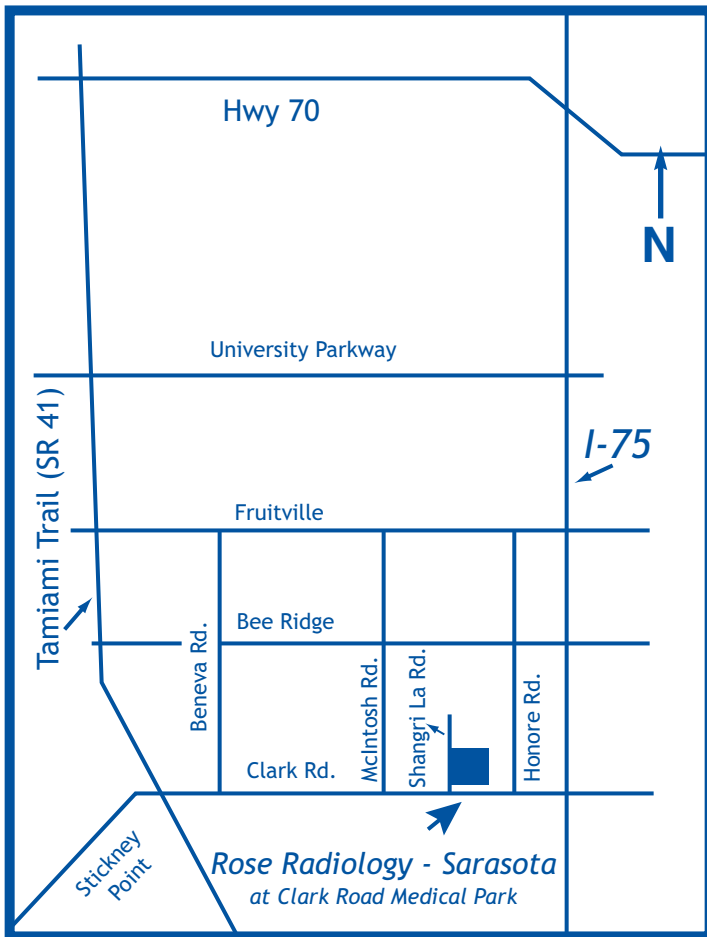 Hwy 70
N
University Parkway
I-75
Tamiami Trail (SR 41)
Fruitville
Bee Ridge
Beneva Rd.
McIntosh Rd.
Shangri La Rd.
Honore Rd.
Clark Rd.
Stickney
Point
Rose Radiology - Sarasota
at Clark Road Medical Park